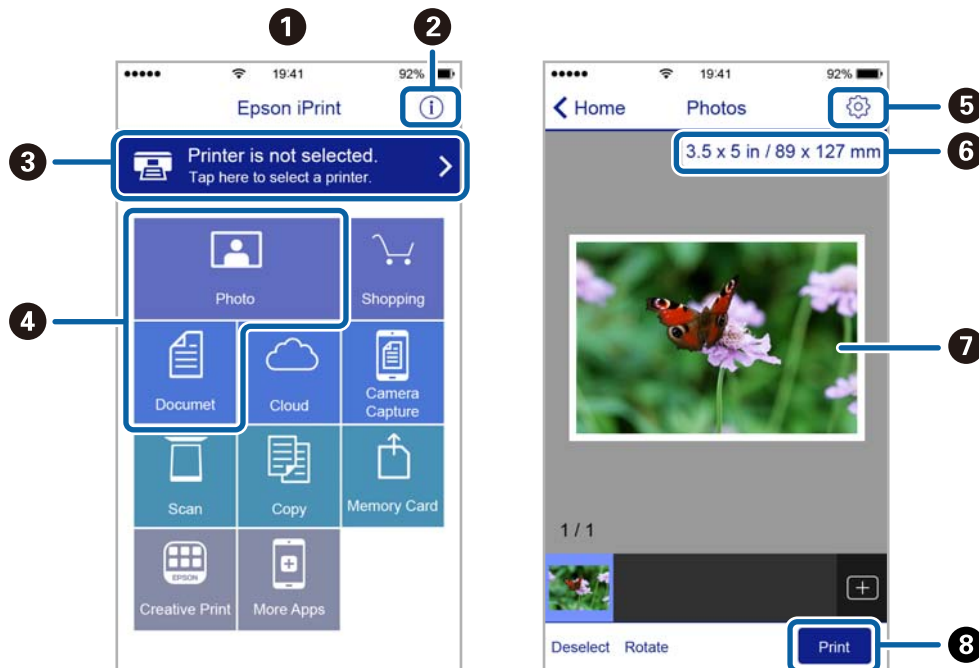 1
2
19:41
92%
Epson iPrint
3
Printer is not selected.
Tap here to select a printer.
4
Photo
Shopping
Documet
Cloud
Camera
Capture
Scan
Copy
Memory Card
EPSON
Creative Print
More Apps
19:41
92%
Home
Photos
5
3.5 x 5 in / 89 x 127 mm
6
7
1 / 1
Deselect
Rotate
Print
8